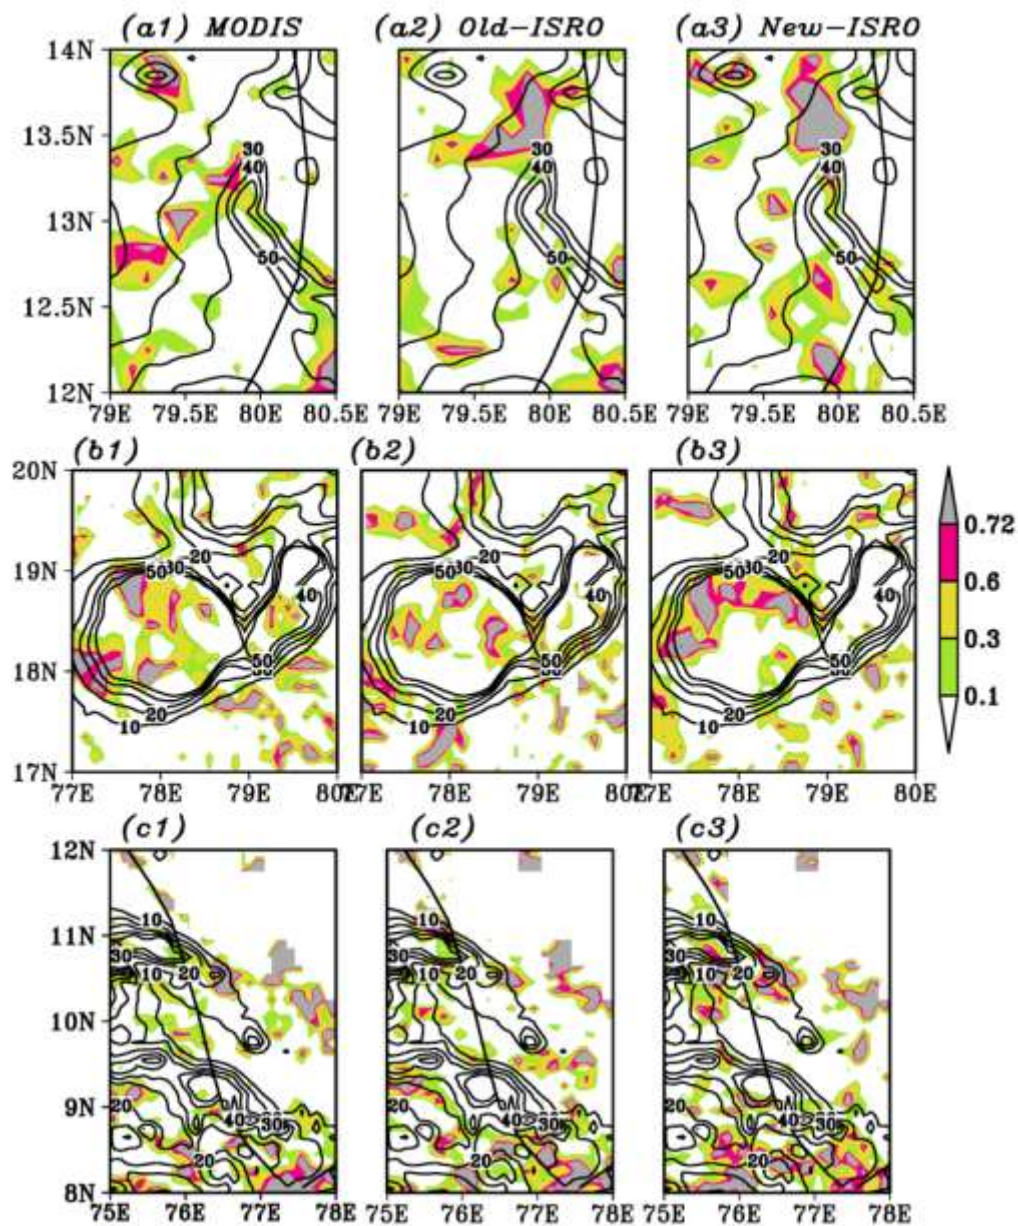 (a1) MODIS (a2) Old-ISRO (a3) New-ISRO
14N
13.5N
30 30 30
40 40 40
13N
50 50 50
12.5N
12N
79E 79.5E 80E 80.5E 79E 79.5E 80E 80.5E 79E 79.5E 80E 80.5E
(b1) (b2) (b3)
20N
0.72
20 20 20
19N
50 30 50 30 50 30
0.6
40 40 40
0.3
50 50 50
18N
0.1
20 20 20
10 10 10
17N
77E 78E 79E 77E 78E 79E 77E 78E 79E 80E
(c1) (c2) (c3)
12N
10 10 10
11N
30 30 30
10 20 10 20 10 20
10N
20 20 20
9N
40 30 40 30 40 30
20 20 20
8N
75E 76E 77E 78E 75E 76E 77E 78E 75E 76E 77E 78E